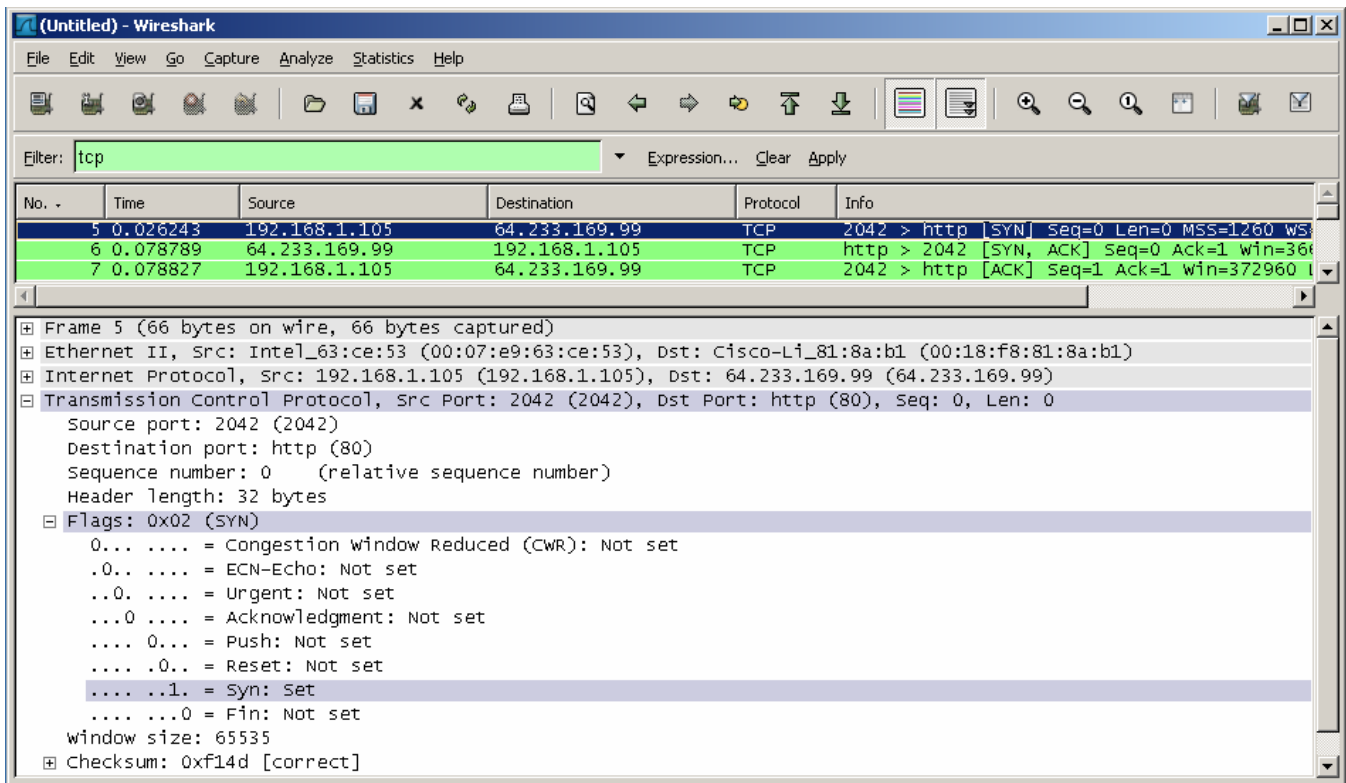 (Untitled) - Wireshark
File Edit View Go Capture Analyze Statistics Help
Filter: tcp Expression... Clear Apply
No. Time Source Destination Protocol Info
5 0.026243 192.168.1.105 64.233.169.99 TCP 2042 > http [SYN] Seq=0 Len=0 MSS=1260
6 0.078789 64.233.169.99 192.168.1.105 TCP http > 2042 [SYN, ACK] Seq=0 Ack=1
7 0.078827 192.168.1.105 64.233.169.99 TCP 2042 > http [ACK] Seq=1 Ack=1 Win=372960
Frame 5 (66 bytes on wire, 66 bytes captured)
Ethernet II, Src: Intel_63:ce:53 (00:07:e9:63:ce:53), Dst: Cisco-Li_81:8a:b1 (00:18:f8:81:8a:b1)
Internet Protocol, Src: 192.168.1.105 (192.168.1.105), Dst: 64.233.169.99 (64.233.169.99)
Transmission Control Protocol, Src Port: 2042 (2042), Dst Port: http (80), Seq: 0, Len: 0
Source port: 2042 (2042)
Destination port: http (80)
Sequence number: 0 (relative sequence number)
Header length: 32 bytes
Flags: 0x02 (SYN)
0... .... = Congestion Window Reduced (CWR): Not set
.0.. .... = ECN-Echo: Not set
..0. .... = Urgent: Not set
...0 .... = Acknowledgment: Not set
.... 0... = Push: Not set
.... .0.. = Reset: Not set
.... ..1. = Syn: Set
.... ...0 = Fin: Not set
Window size: 65535
Checksum: 0xf14d [correct]